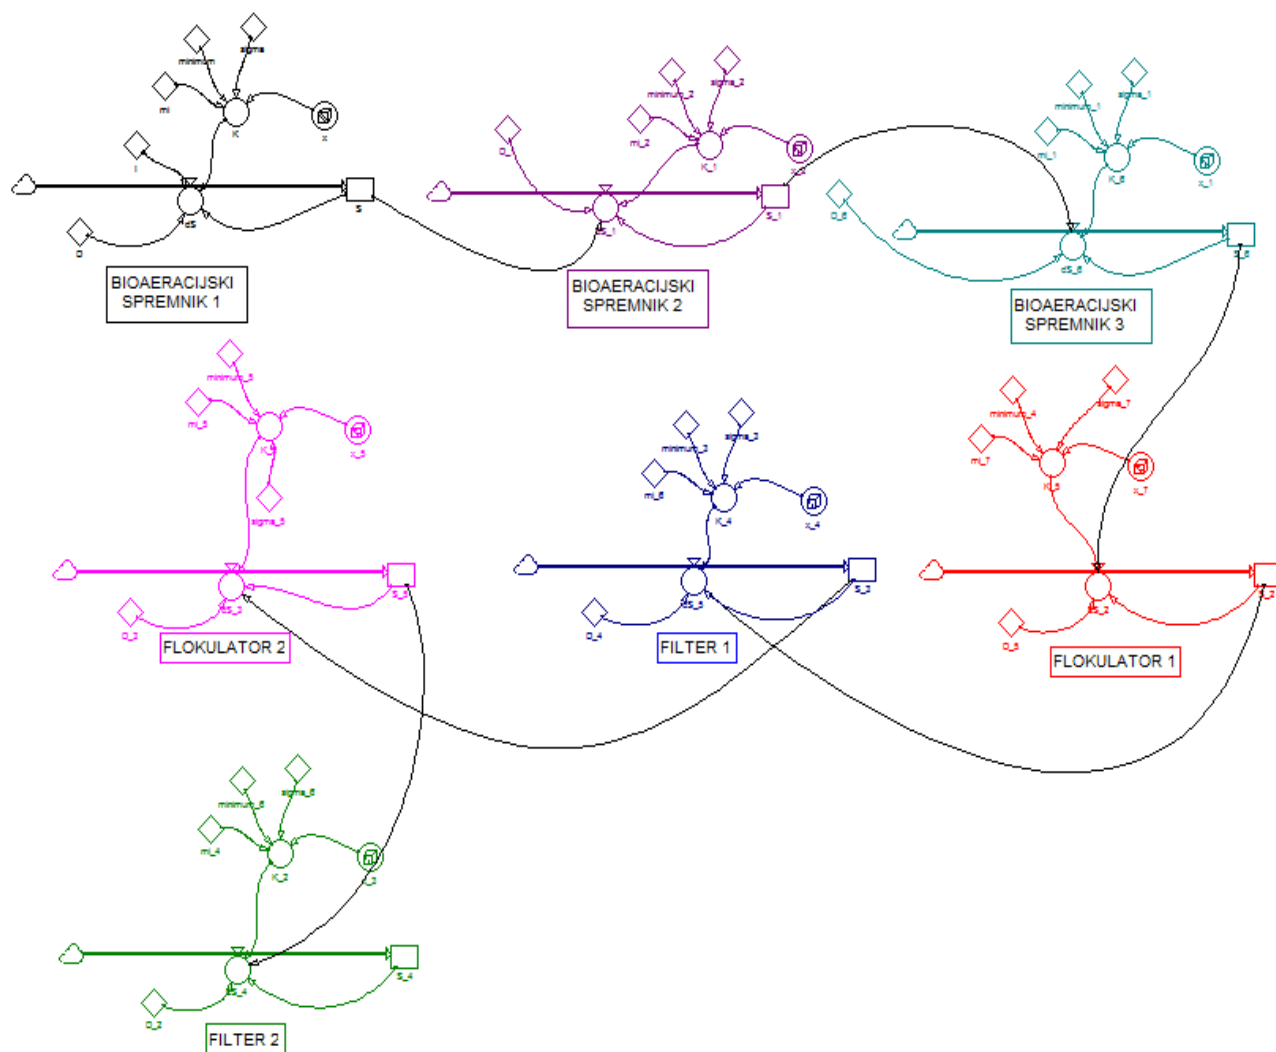 sigma
minimum
mi
K
x
I
S
dS
D
BIOAERACIJSKI
SPREMNIK 1
sigma_2
minimum_2
mi_2
K_1
S_1
BIOAERACIJSKI
SPREMNIK 2
minimum_1
sigma_1
mi_1
K_6
x_1
D_6
S_6
dS_6
BIOAERACIJSKI
SPREMNIK 3
minimum_5
mi_5
x_5
sigma_5
D_3
FLOKULATOR 2
sigma_3
minimum_3
mi_6
K_4
x_4
S_3
dS_5
D_4
FILTER 1
sigma_7
minimum_4
mi_7
K_5
x_7
S_2
dS_2
D_5
FLOKULATOR 1
sigma_6
minimum_6
mi_4
K_2
S_4
dS_4
D_2
FILTER 2